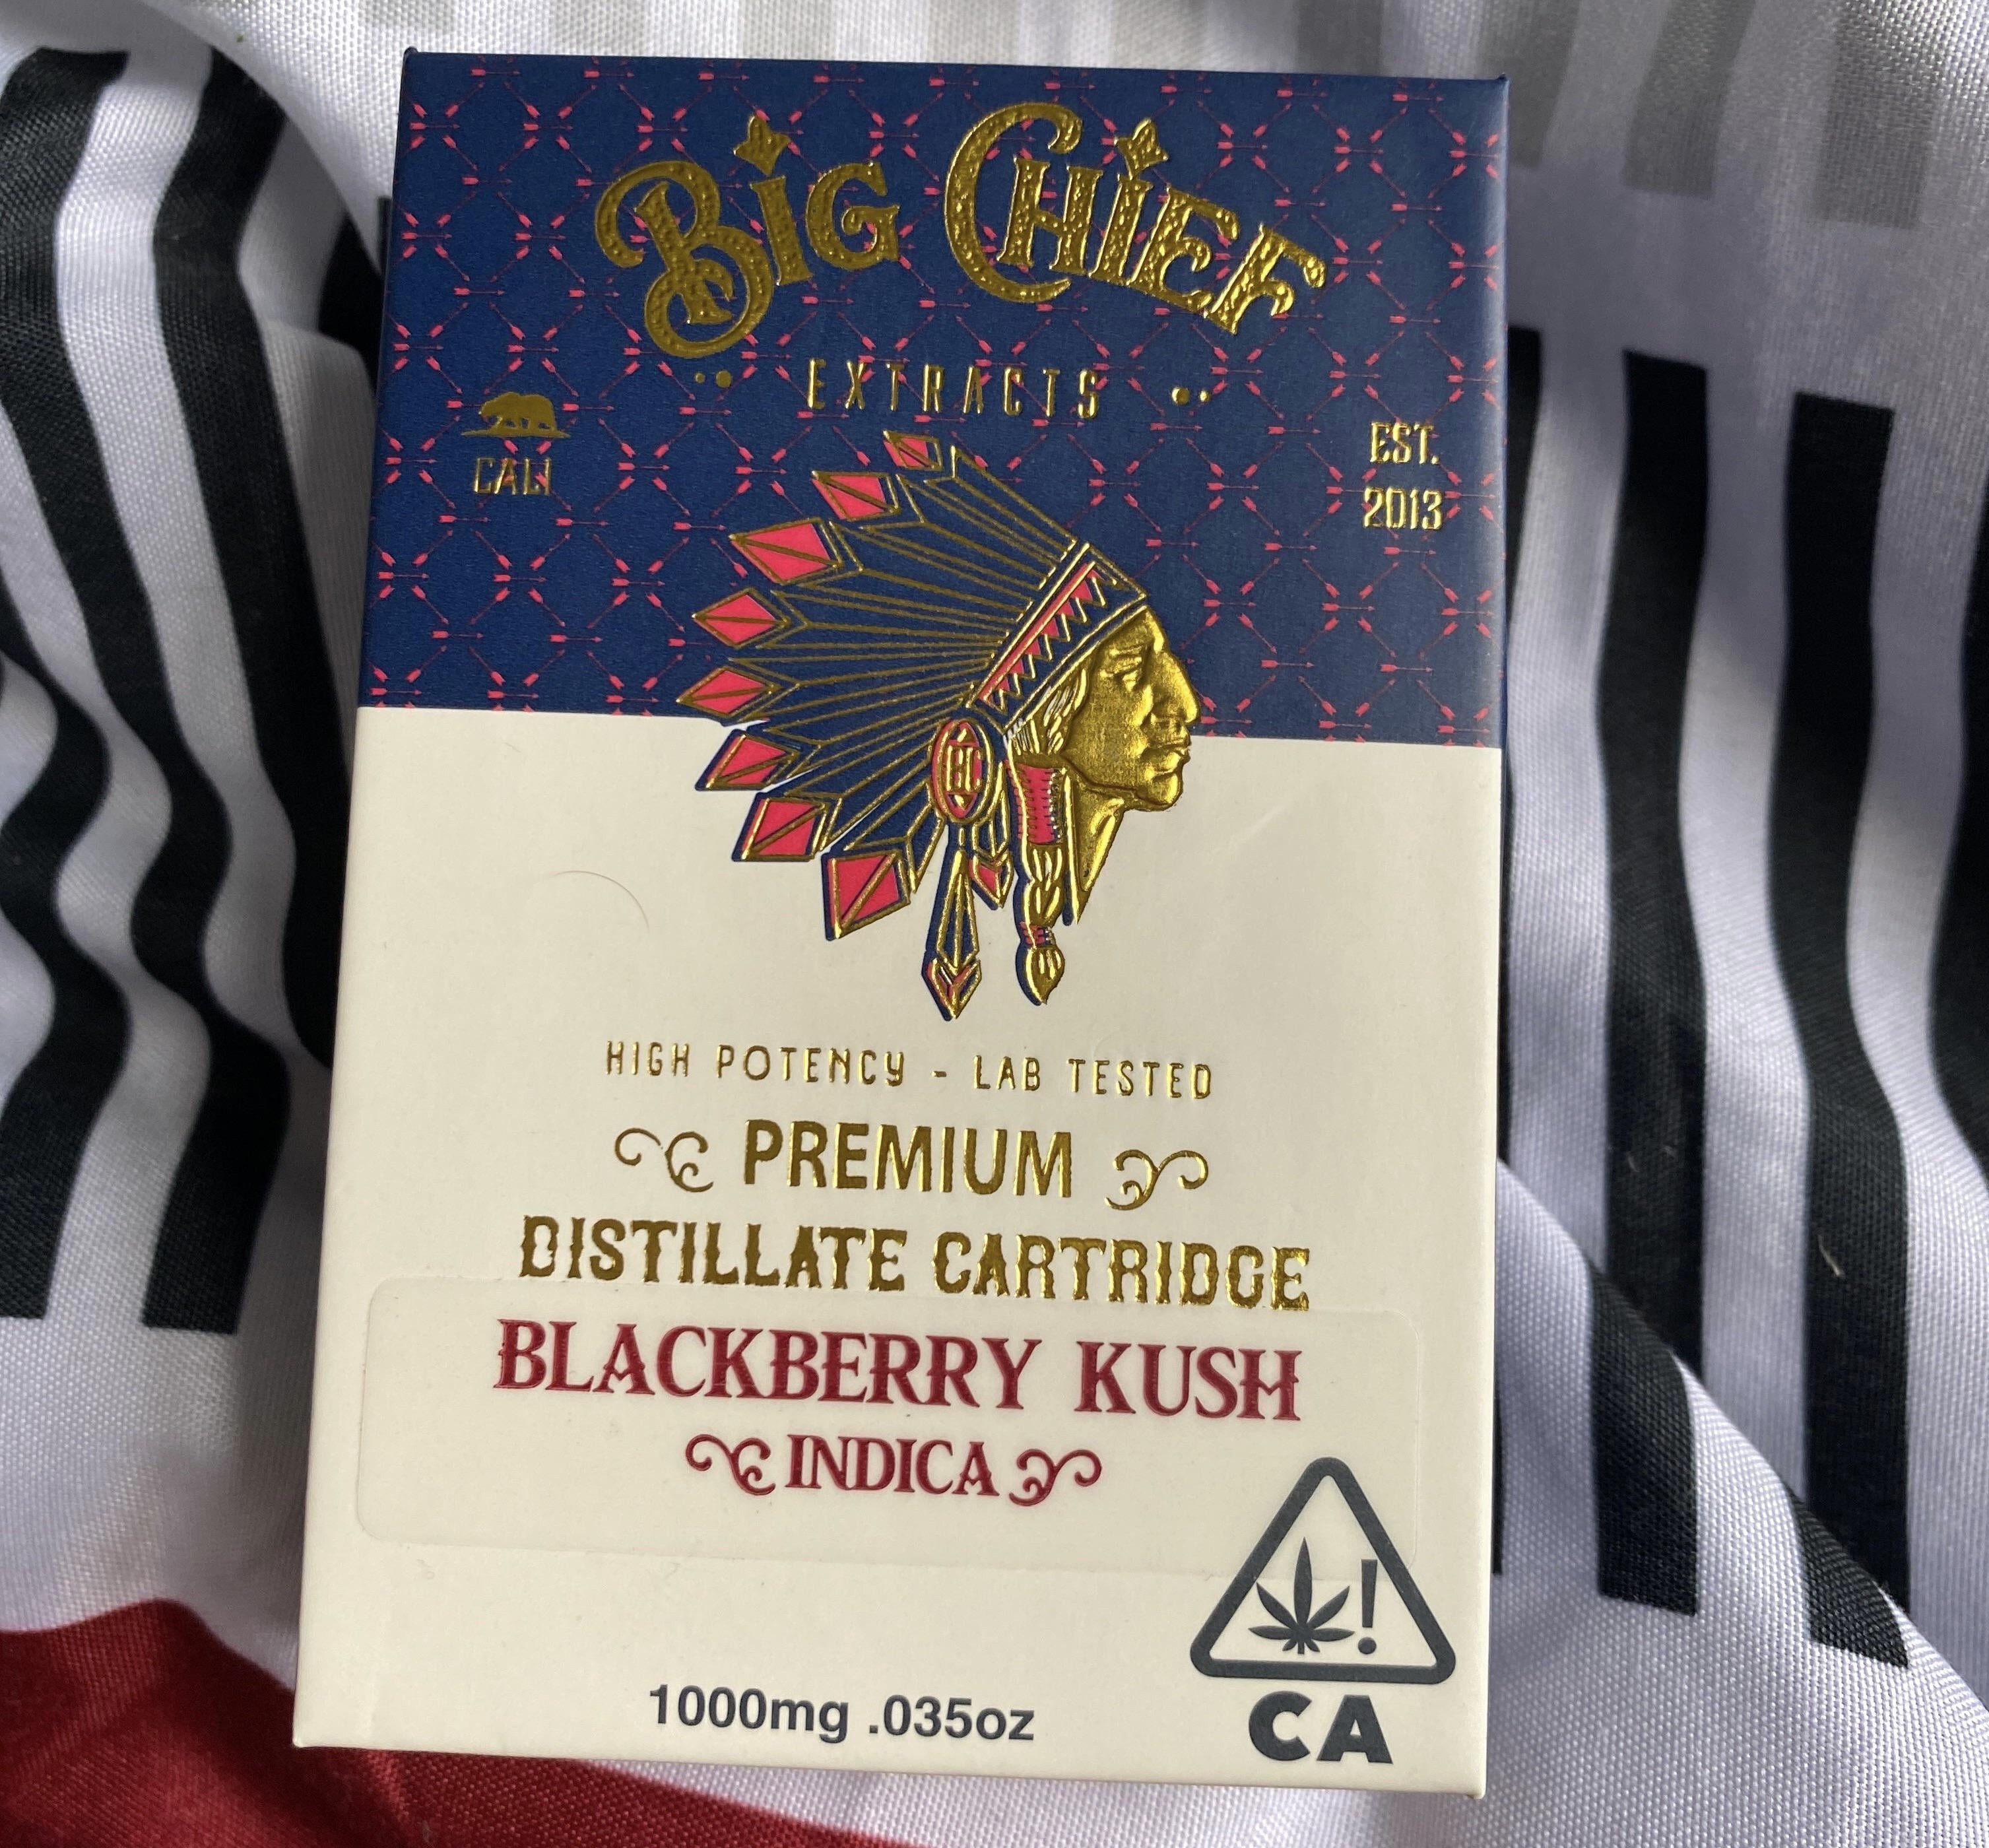 BIG CHIEF
EXTRACTS
CALI
EST.
2013
HIGH POTENCY - LAB TESTED
PREMIUM
DISTILLATE CARTRIDGE
BLACKBERRY KUSH
INDICA
1000mg .035oz
CA